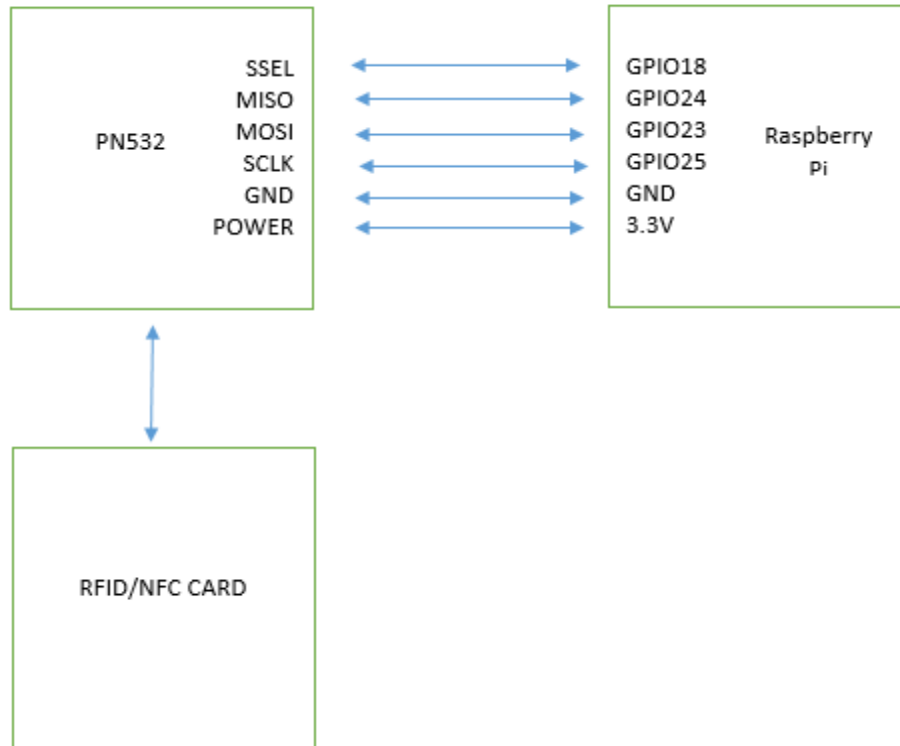 PN532
SSEL
MISO
MOSI
SCLK
GND
POWER
GPIO18
GPIO24
GPIO23
GPIO25
GND
3.3V
Raspberry
Pi
RFID/NFC CARD